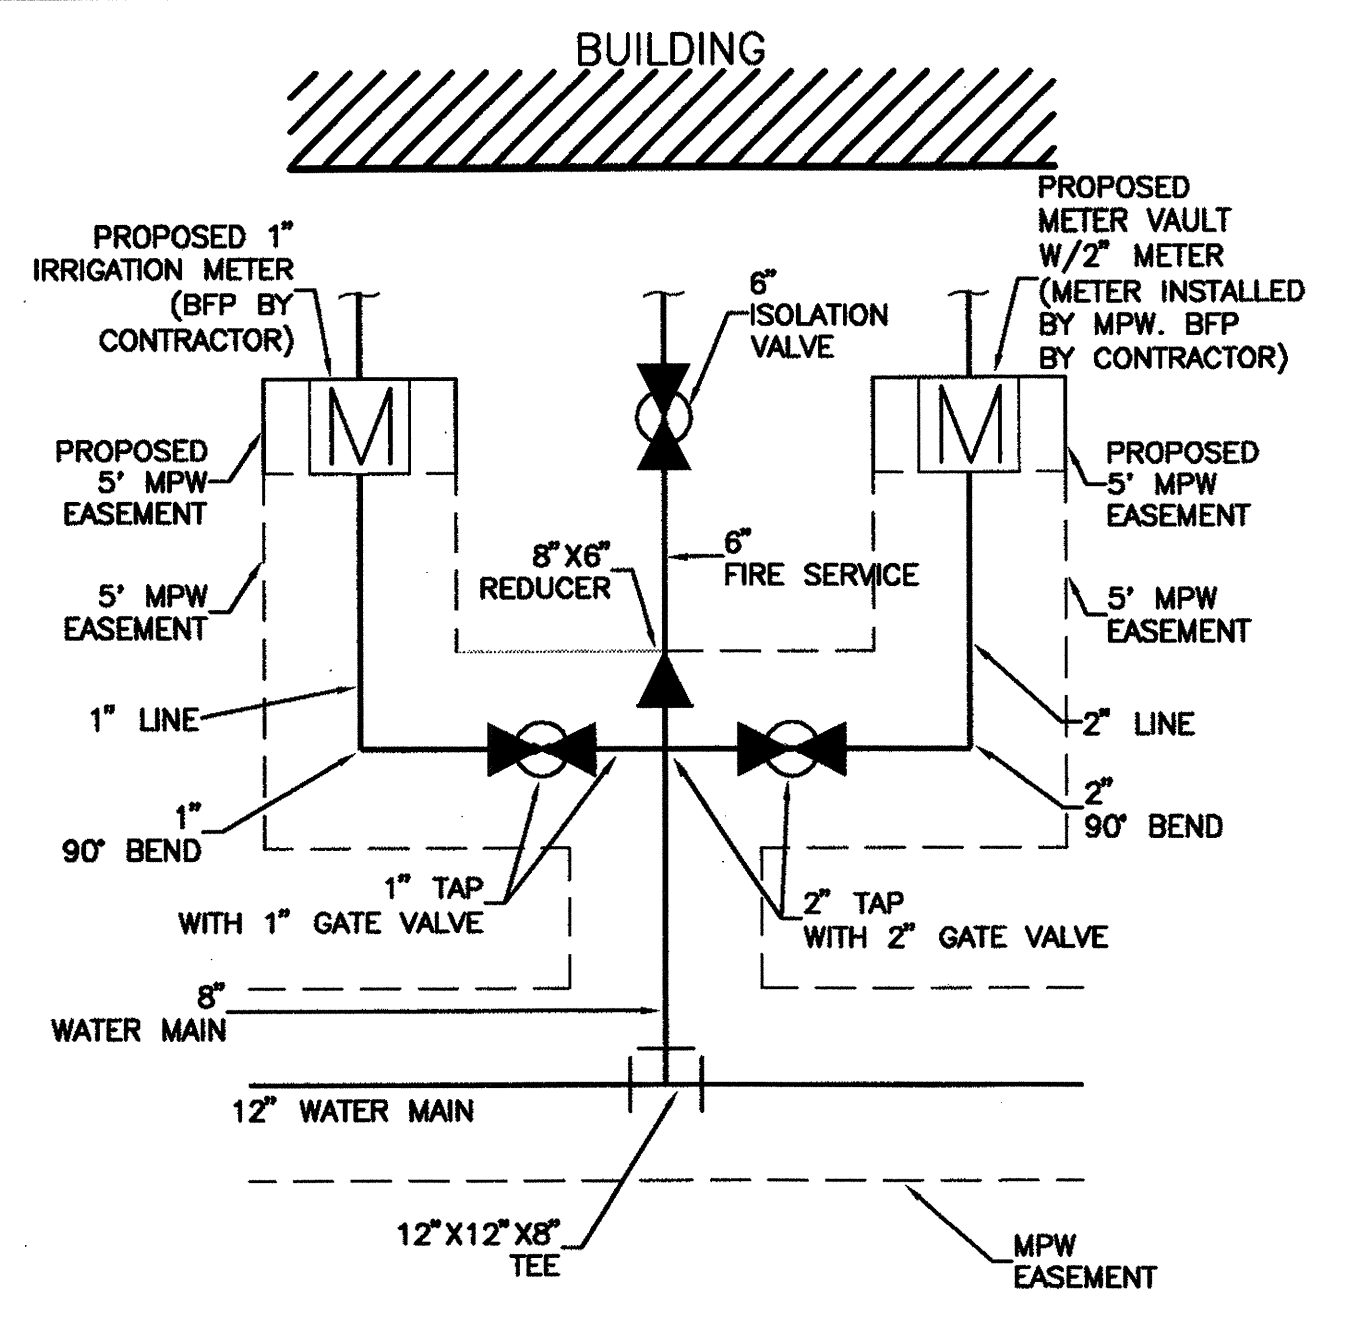 BUILDING
PROPOSED 1"
IRRIGATION METER
(BFP BY
CONTRACTOR)
6"
ISOLATION
VALVE
PROPOSED
METER VAULT
W/2" METER
(METER INSTALLED
BY MPW. BFP
BY CONTRACTOR)
M
M
PROPOSED
5' MPW
EASEMENT
PROPOSED
5' MPW
EASEMENT
8"X6"
REDUCER
6"
FIRE SERVICE
5' MPW
EASEMENT
5' MPW
EASEMENT
1" LINE
2" LINE
1"
90° BEND
2"
90° BEND
1" TAP
WITH 1" GATE VALVE
2" TAP
WITH 2" GATE VALVE
8"
WATER MAIN
12" WATER MAIN
12"X12"X8"
TEE
MPW
EASEMENT